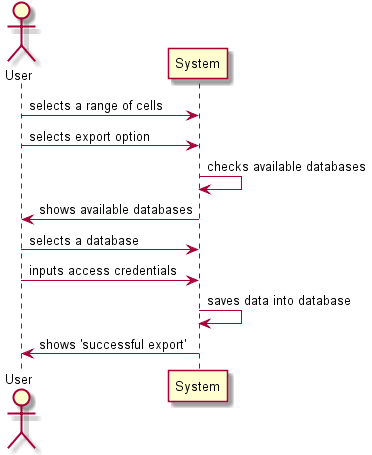 User
System
selects a range of cells
selects export option
checks available databases
shows available databases
selects a database
inputs access credentials
saves data into database
shows 'successful export'
User
System